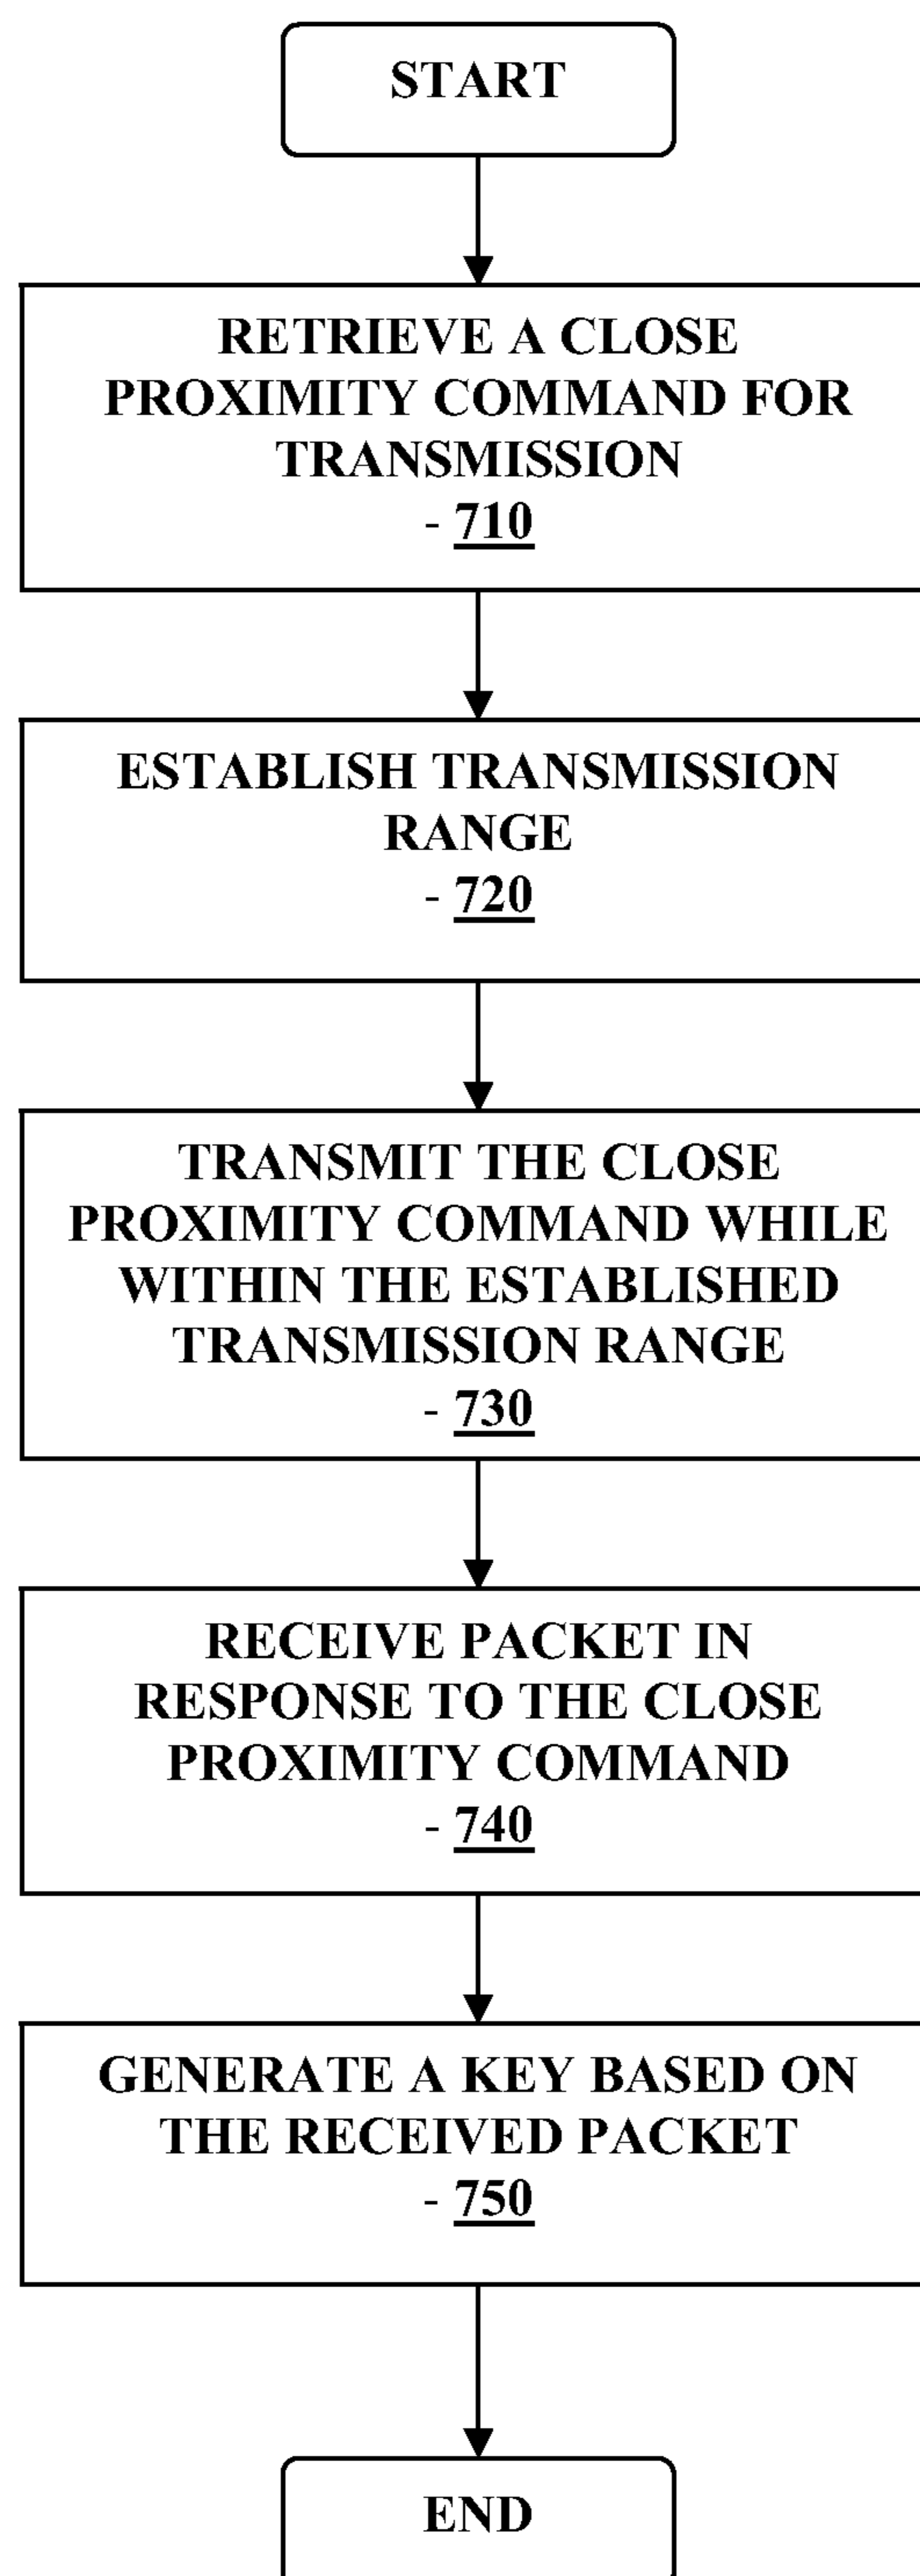 START
RETRIEVE A CLOSE
PROXIMITY COMMAND FOR
TRANSMISSION
- 710
ESTABLISH TRANSMISSION
RANGE
- 720
TRANSMIT THE CLOSE
PROXIMITY COMMAND WHILE
WITHIN THE ESTABLISHED
TRANSMISSION RANGE
- 730
RECEIVE PACKET IN
RESPONSE TO THE CLOSE
PROXIMITY COMMAND
- 740
GENERATE A KEY BASED ON
THE RECEIVED PACKET
- 750
END